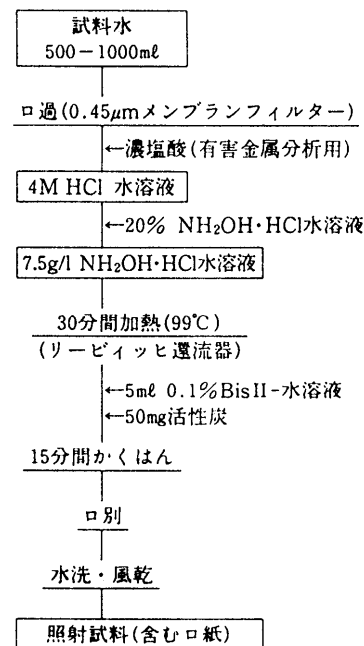 試料水
500－1000ml
ロ過(0.45μmメンブランフィルター)
←濃塩酸(有害金属分析用)
4M HCl 水溶液
←20% NH₂OH・HCl水溶液
7.5g/l NH₂OH・HCl水溶液
30分間加熱(99℃)
(リービィッヒ還流器)
←5ml 0.1%BisII-水溶液
←50mg活性炭
15分間かくはん
ロ別
水洗・風乾
照射試料(含むロ紙)